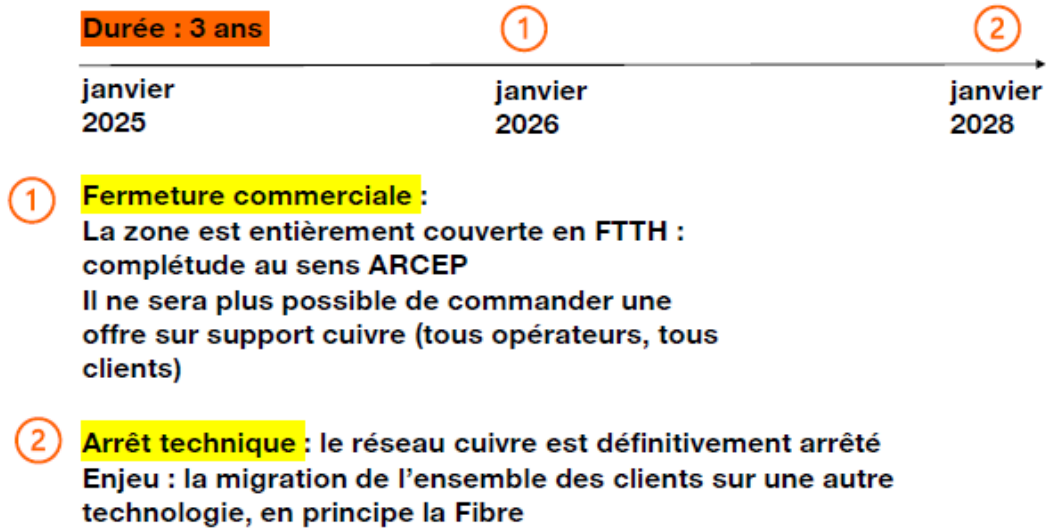 Durée : 3 ans
1
2
janvier
2025
janvier
2026
janvier
2028
1
Fermeture commerciale :
La zone est entièrement couverte en FTTH :
complétude au sens ARCEP
Il ne sera plus possible de commander une
offre sur support cuivre (tous opérateurs, tous
clients)
2
Arrêt technique : le réseau cuivre est définitivement arrêté
Enjeu : la migration de l'ensemble des clients sur une autre
technologie, en principe la Fibre